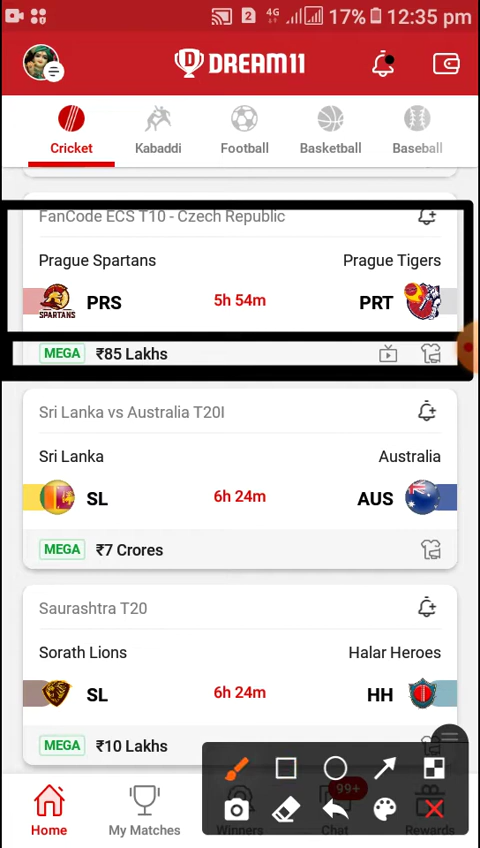 2 4G 17% 12:35 pm
DREAM11
Cricket Kabaddi Football Basketball Baseball
FanCode ECS T10 - Czech Republic
Prague Spartans Prague Tigers
SPARTANS PRS 5h 54m PRT
MEGA ₹85 Lakhs
Sri Lanka vs Australia T20I
Sri Lanka Australia
SL 6h 24m AUS
MEGA ₹7 Crores
Saurashtra T20
Sorath Lions Halar Heroes
SL 6h 24m HH
MEGA ₹10 Lakhs
99+
Home My Matches Winners Chat Rewards